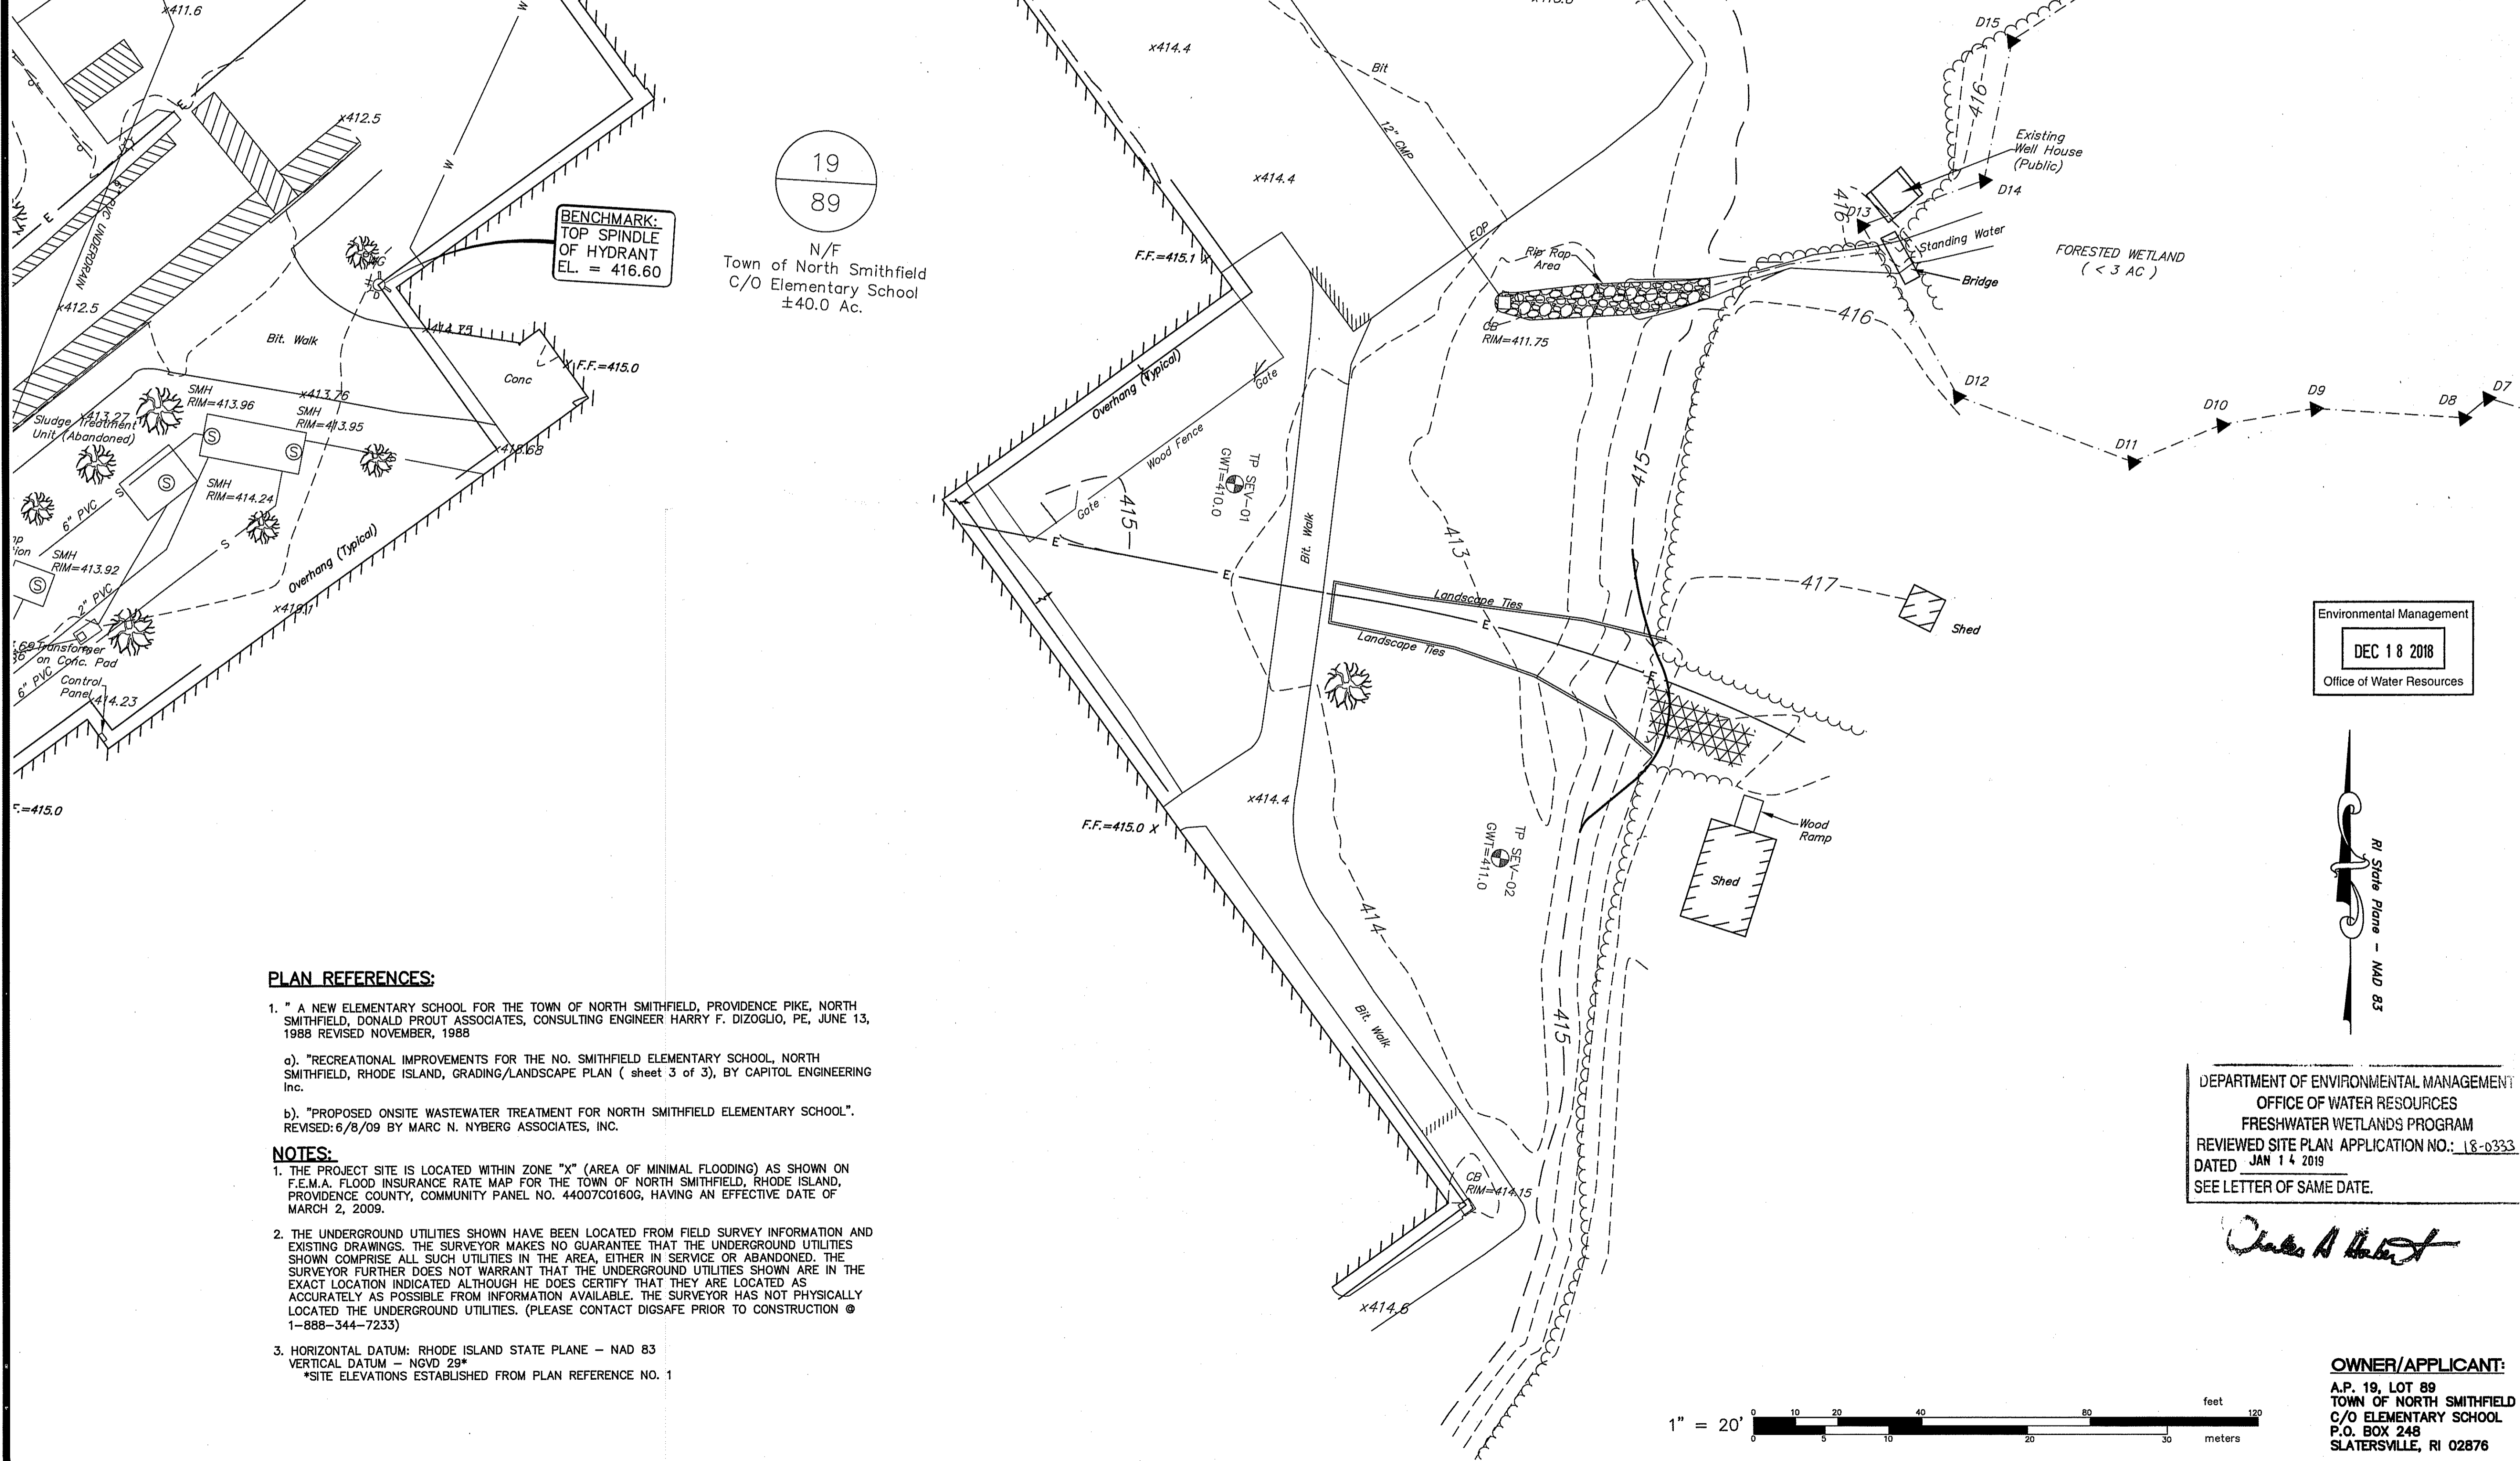 x411.6
x412.5
6" PVC UNDERDRAIN
E
W
W
x412.5
Bit. Walk
BENCHMARK:
TOP SPINDLE
OF HYDRANT
EL. = 416.60
19
89
N/F
Town of North Smithfield
C/O Elementary School
±40.0 Ac.
x414.75
F.F.=415.0
Conc
x413.76
SMH
RIM=413.96
SMH
RIM=413.95
x413.27
Sludge Treatment
Unit (Abandoned)
S
S
S
SMH
RIM=414.24
6" PVC
S
S
SMH
RIM=413.92
S
2" PVC
Overhang (Typical)
Transformer
on Conc. Pad
6" PVC
Control
Panel
414.23
F.=415.0
x414.4
Bit
12" CMP
x414.4
EOP
F.F.=415.1 X
Rip Rap
Area
CB
RIM=411.75
Overhang (Typical)
Gate
Wood Fence
Gate
415
TP SEV-01
GWT=410.0
Bit. Walk
413
415
E
E
E
Landscape Ties
Landscape Ties
D15
416
Existing
Well House
(Public)
D14
416
D13
Standing Water
Bridge
FORESTED WETLAND
( < 3 AC )
416
D12
D11
D10
D9
D8
D7
417
Shed
Environmental Management
DEC 18 2018
Office of Water Resources
x414.4
F.F.=415.0 X
TP SEV-02
GWT=411.0
Wood
Ramp
Shed
414
415
Bit. Walk
CB
RIM=414.15
x414.6
RI State Plane - NAD 83
PLAN REFERENCES:
1. " A NEW ELEMENTARY SCHOOL FOR THE TOWN OF NORTH SMITHFIELD, PROVIDENCE PIKE, NORTH
SMITHFIELD, DONALD PROUT ASSOCIATES, CONSULTING ENGINEER HARRY F. DIZOGLIO, PE, JUNE 13,
1988 REVISED NOVEMBER, 1988
a). "RECREATIONAL IMPROVEMENTS FOR THE NO. SMITHFIELD ELEMENTARY SCHOOL, NORTH
SMITHFIELD, RHODE ISLAND, GRADING/LANDSCAPE PLAN ( sheet 3 of 3), BY CAPITOL ENGINEERING
Inc.
b). "PROPOSED ONSITE WASTEWATER TREATMENT FOR NORTH SMITHFIELD ELEMENTARY SCHOOL".
REVISED: 6/8/09 BY MARC N. NYBERG ASSOCIATES, INC.
NOTES:
1. THE PROJECT SITE IS LOCATED WITHIN ZONE "X" (AREA OF MINIMAL FLOODING) AS SHOWN ON
F.E.M.A. FLOOD INSURANCE RATE MAP FOR THE TOWN OF NORTH SMITHFIELD, RHODE ISLAND,
PROVIDENCE COUNTY, COMMUNITY PANEL NO. 44007C0160G, HAVING AN EFFECTIVE DATE OF
MARCH 2, 2009.
2. THE UNDERGROUND UTILITIES SHOWN HAVE BEEN LOCATED FROM FIELD SURVEY INFORMATION AND
EXISTING DRAWINGS. THE SURVEYOR MAKES NO GUARANTEE THAT THE UNDERGROUND UTILITIES
SHOWN COMPRISE ALL SUCH UTILITIES IN THE AREA, EITHER IN SERVICE OR ABANDONED. THE
SURVEYOR FURTHER DOES NOT WARRANT THAT THE UNDERGROUND UTILITIES SHOWN ARE IN THE
EXACT LOCATION INDICATED ALTHOUGH HE DOES CERTIFY THAT THEY ARE LOCATED AS
ACCURATELY AS POSSIBLE FROM INFORMATION AVAILABLE. THE SURVEYOR HAS NOT PHYSICALLY
LOCATED THE UNDERGROUND UTILITIES. (PLEASE CONTACT DIGSAFE PRIOR TO CONSTRUCTION @
1-888-344-7233)
3. HORIZONTAL DATUM: RHODE ISLAND STATE PLANE - NAD 83
VERTICAL DATUM - NGVD 29*
*SITE ELEVATIONS ESTABLISHED FROM PLAN REFERENCE NO. 1
DEPARTMENT OF ENVIRONMENTAL MANAGEMENT
OFFICE OF WATER RESOURCES
FRESHWATER WETLANDS PROGRAM
REVIEWED SITE PLAN APPLICATION NO.: 18-0333
DATED JAN 14 2019
SEE LETTER OF SAME DATE.
1" = 20'
0 10 20 40 80 120
feet
0 5 10 20 30
meters
OWNER/APPLICANT:
A.P. 19, LOT 89
TOWN OF NORTH SMITHFIELD
C/O ELEMENTARY SCHOOL
P.O. BOX 248
SLATERSVILLE, RI 02876